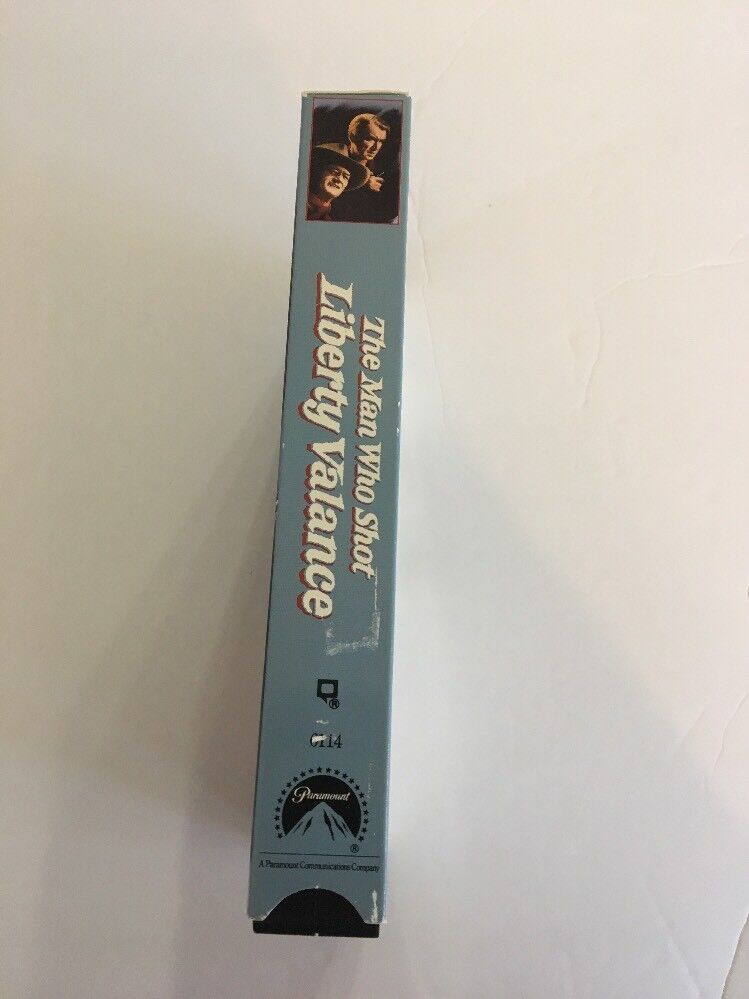 The Man Who Shot
Liberty Valance
®
6114
Paramount
®
A Paramount Communications Company